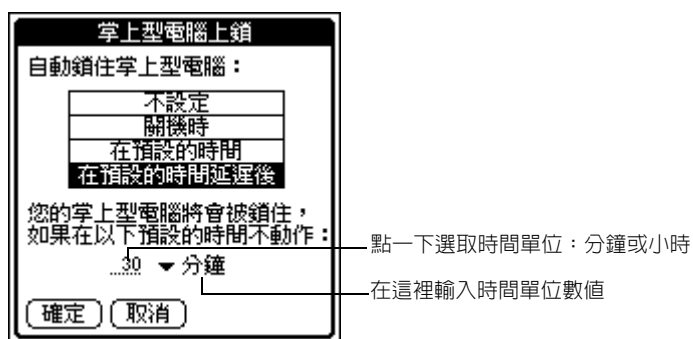 掌上型電腦上鎖
自動鎖住掌上型電腦：
不設定
關機時
在預設的時間
在預設的時間延遲後
您的掌上型電腦將會被鎖住，
如果在以下預設的時間不動作：
30 分鐘
確定 取消
點一下選取時間單位：分鐘或小時
在這裡輸入時間單位數值